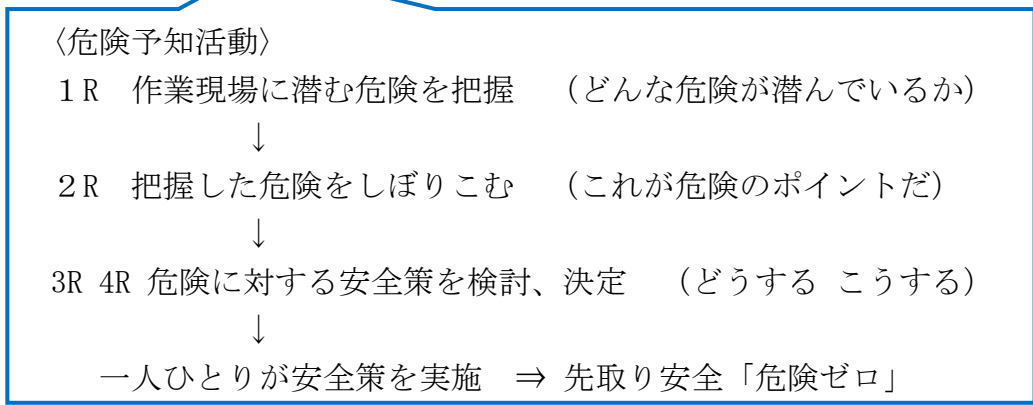 〈危険予知活動〉
１R　作業現場に潜む危険を把握　（どんな危険が潜んでいるか）
↓
２R　把握した危険をしぼりこむ　（これが危険のポイントだ）
↓
3R 4R 危険に対する安全策を検討、決定　（どうする こうする）
↓
一人ひとりが安全策を実施　⇒ 先取り安全「危険ゼロ」